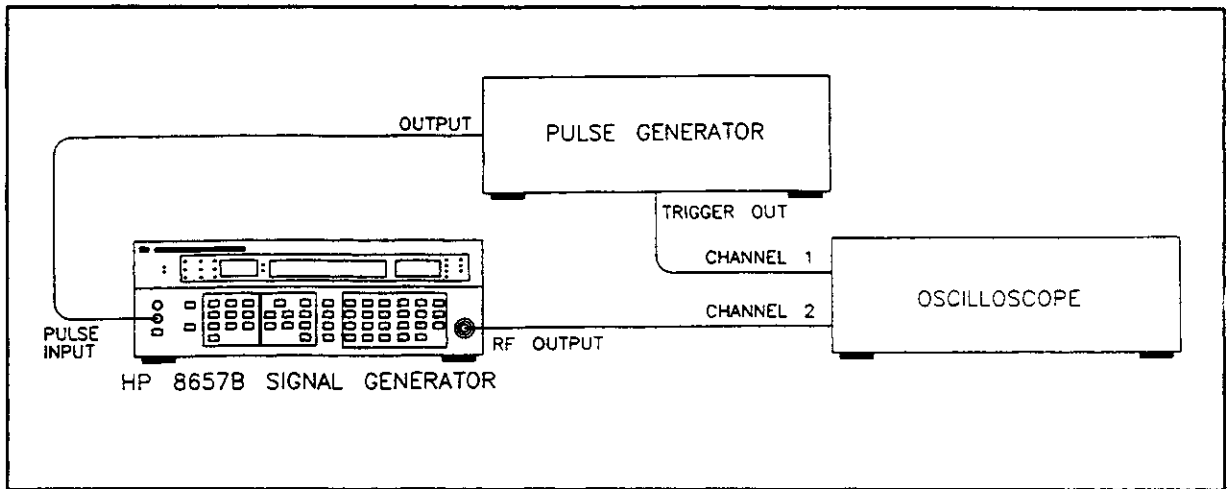 OUTPUT
PULSE GENERATOR
TRIGGER OUT
CHANNEL 1
OSCILLOSCOPE
CHANNEL 2
PULSE
INPUT
RF OUTPUT
HP 8657B SIGNAL GENERATOR